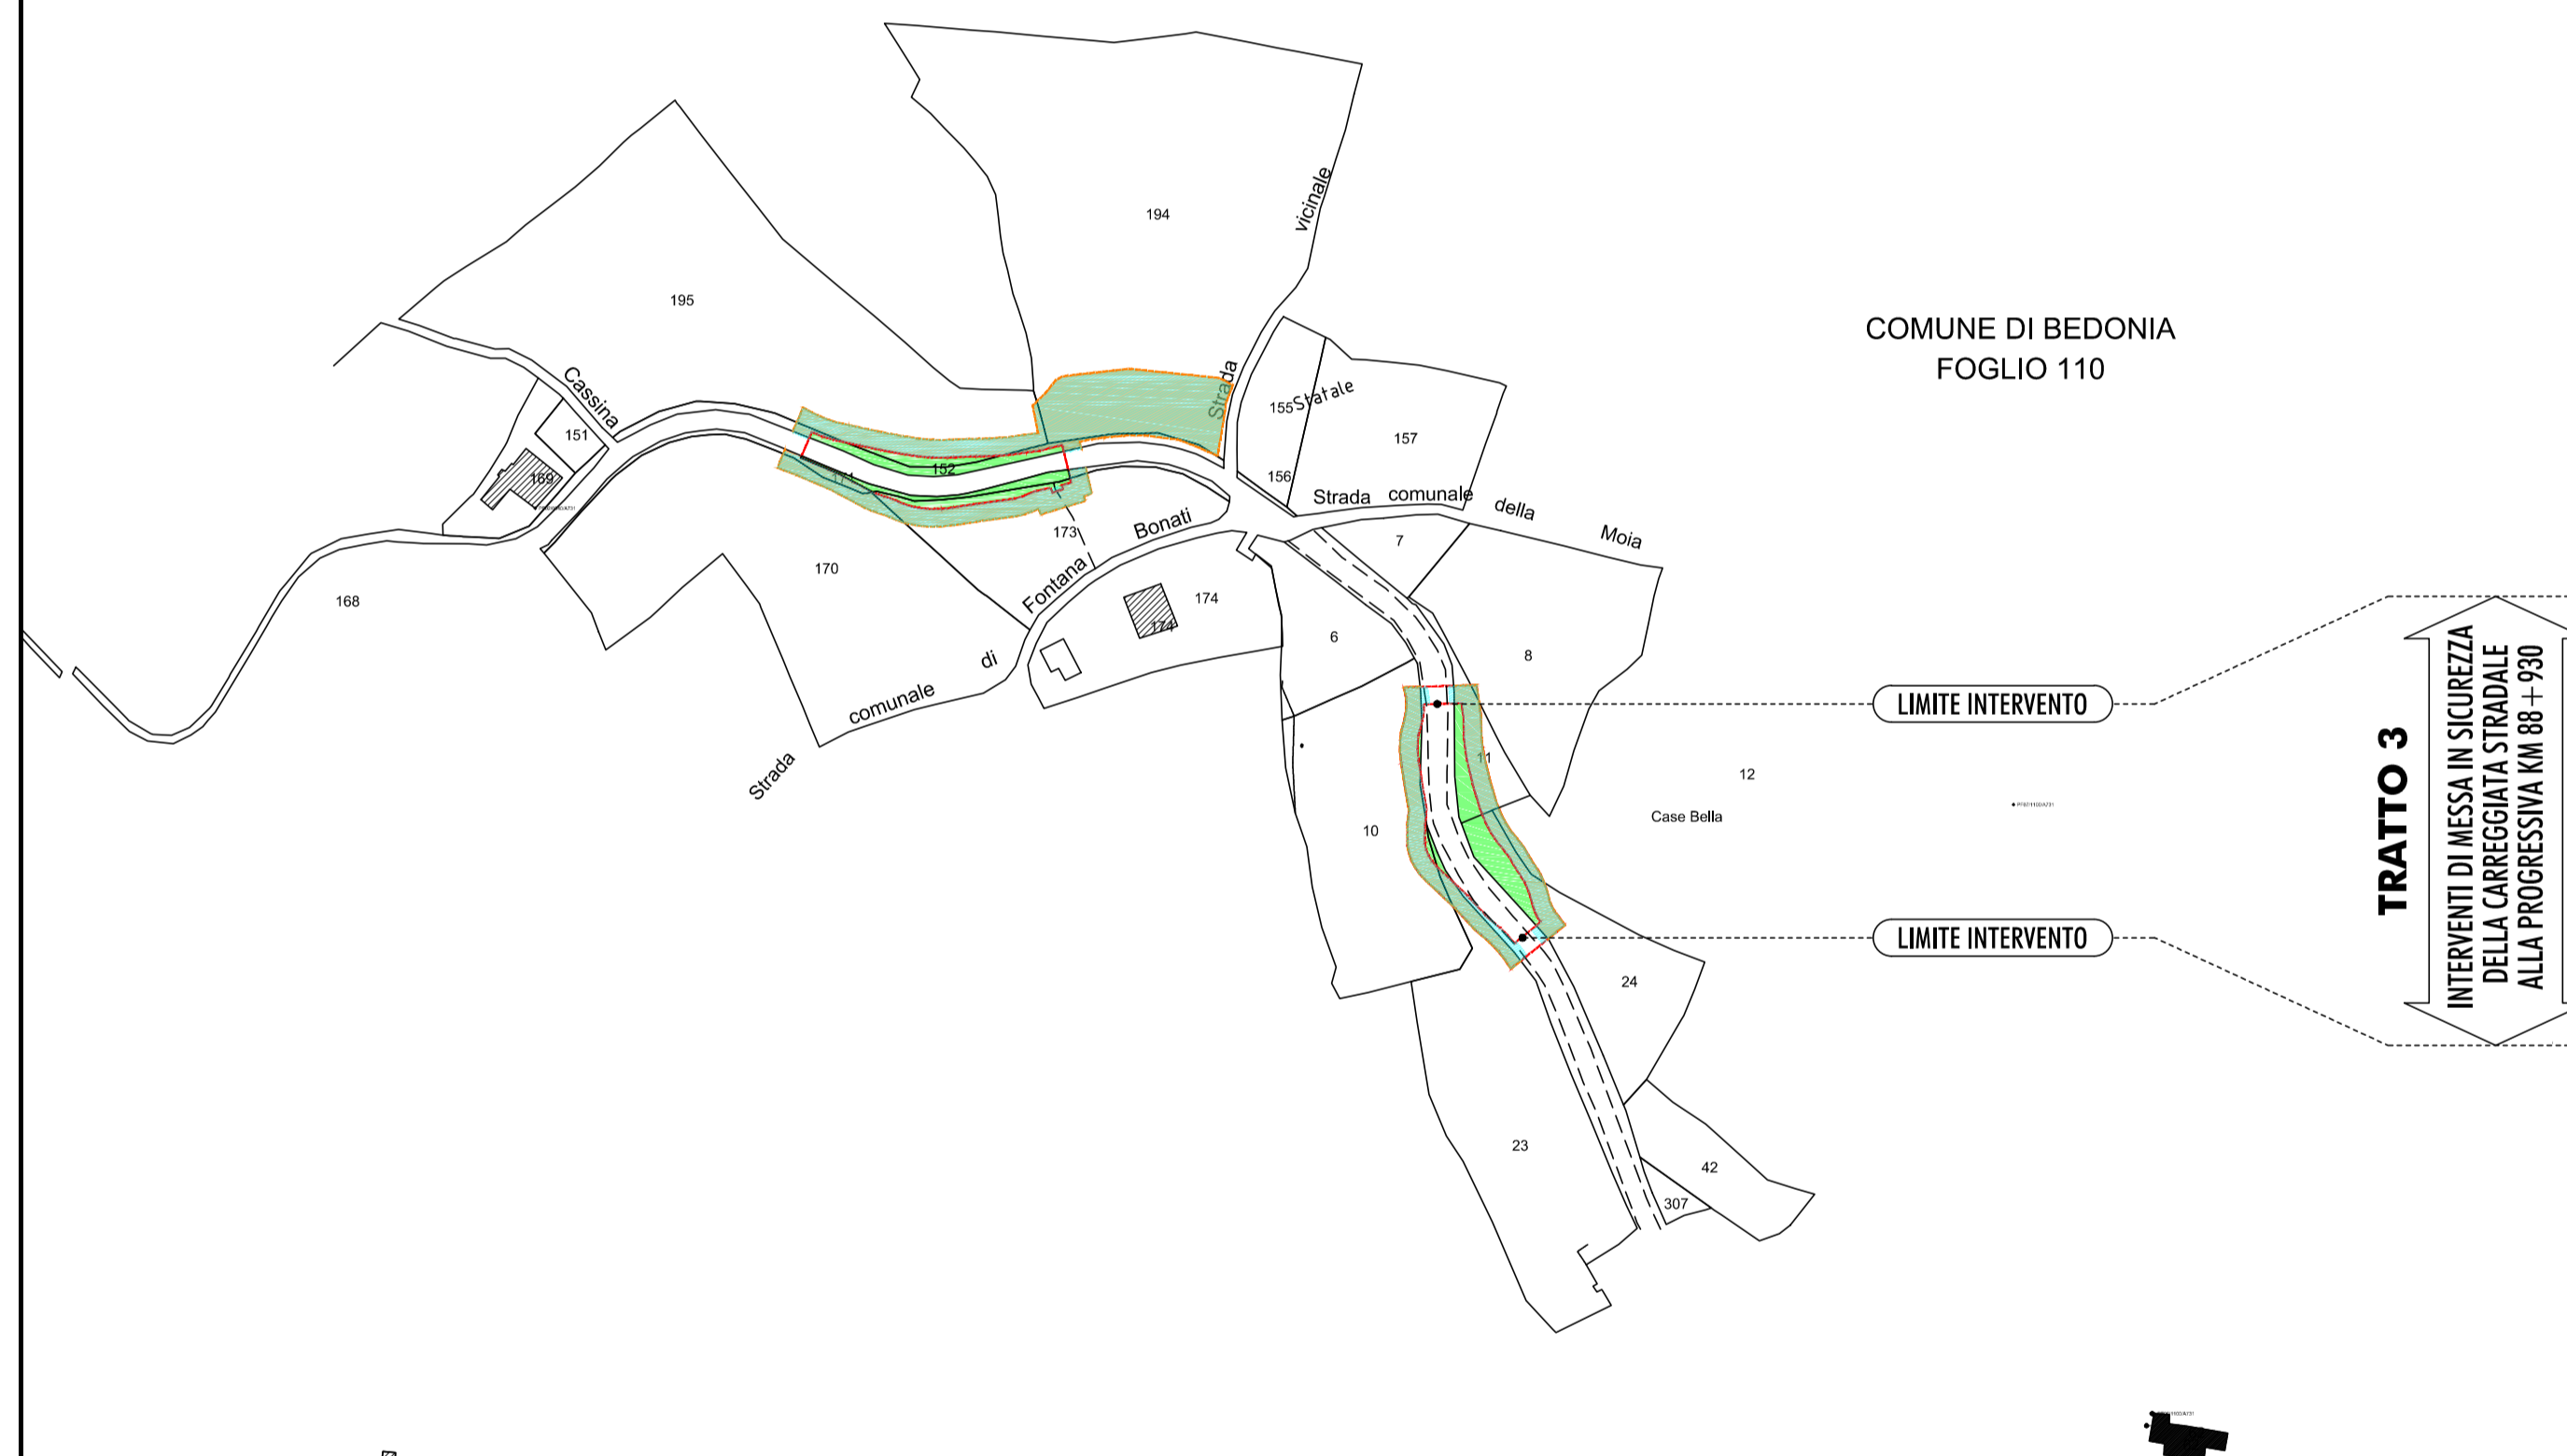 194
vicinale
195
COMUNE DI BEDONIA
FOGLIO 110
Strada
155
Statale
Cassina
151
157
152
171
156
169
Strada comunale della Moia
173
Bonati
7
170
Fontana
168
174
174
6
di
8
comunale
Strada
11
12
Case Bella
10
LIMITE INTERVENTO
LIMITE INTERVENTO
TRATTO 3
INTERVENTI DI MESSA IN SICUREZZA
DELLA CARREGGIATA STRADALE
ALLA PROGRESSIVA KM 88+930
24
23
42
307